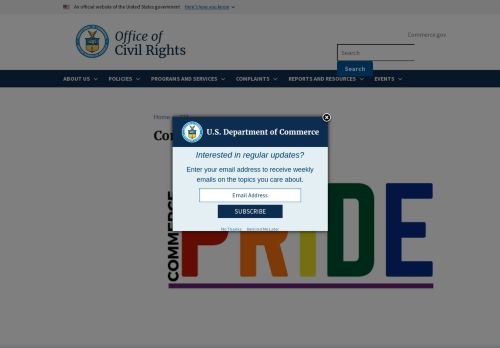 An official website of the United States government Here's how you know
Commerce.gov
Office of
Civil Rights
Search
Search
ABOUT US POLICIES PROGRAMS AND SERVICES COMPLAINTS REPORTS AND RESOURCES EVENTS
Home
U.S. Department of Commerce
Interested in regular updates?
Enter your email address to receive weekly
emails on the topics you care about.
Email Address
SUBSCRIBE
No Thanks Remind Me Later
COMMERCE
PRIDE